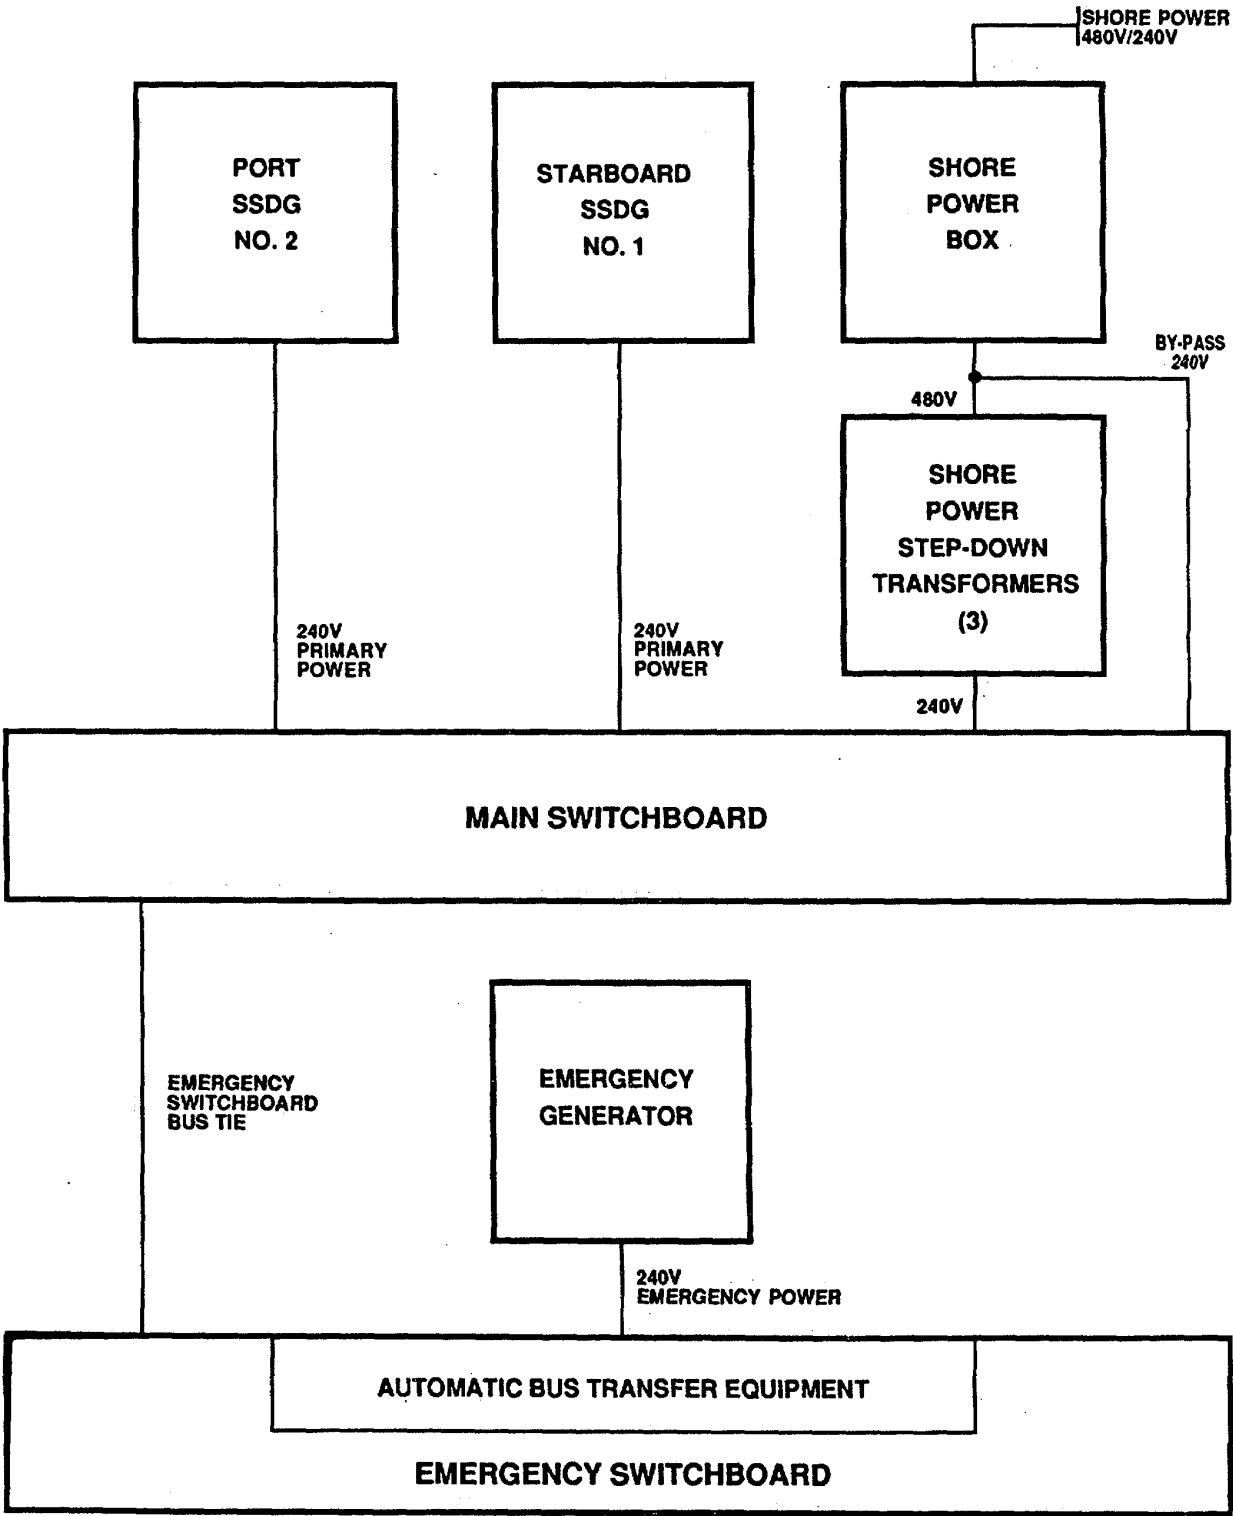 SHORE POWER
480V/240V
PORT
SSDG
NO. 2
STARBOARD
SSDG
NO. 1
SHORE
POWER
BOX
BY-PASS
240V
480V
SHORE
POWER
STEP-DOWN
TRANSFORMERS
(3)
240V
PRIMARY
POWER
240V
PRIMARY
POWER
240V
MAIN SWITCHBOARD
EMERGENCY
SWITCHBOARD
BUS TIE
EMERGENCY
GENERATOR
240V
EMERGENCY POWER
AUTOMATIC BUS TRANSFER EQUIPMENT
EMERGENCY SWITCHBOARD